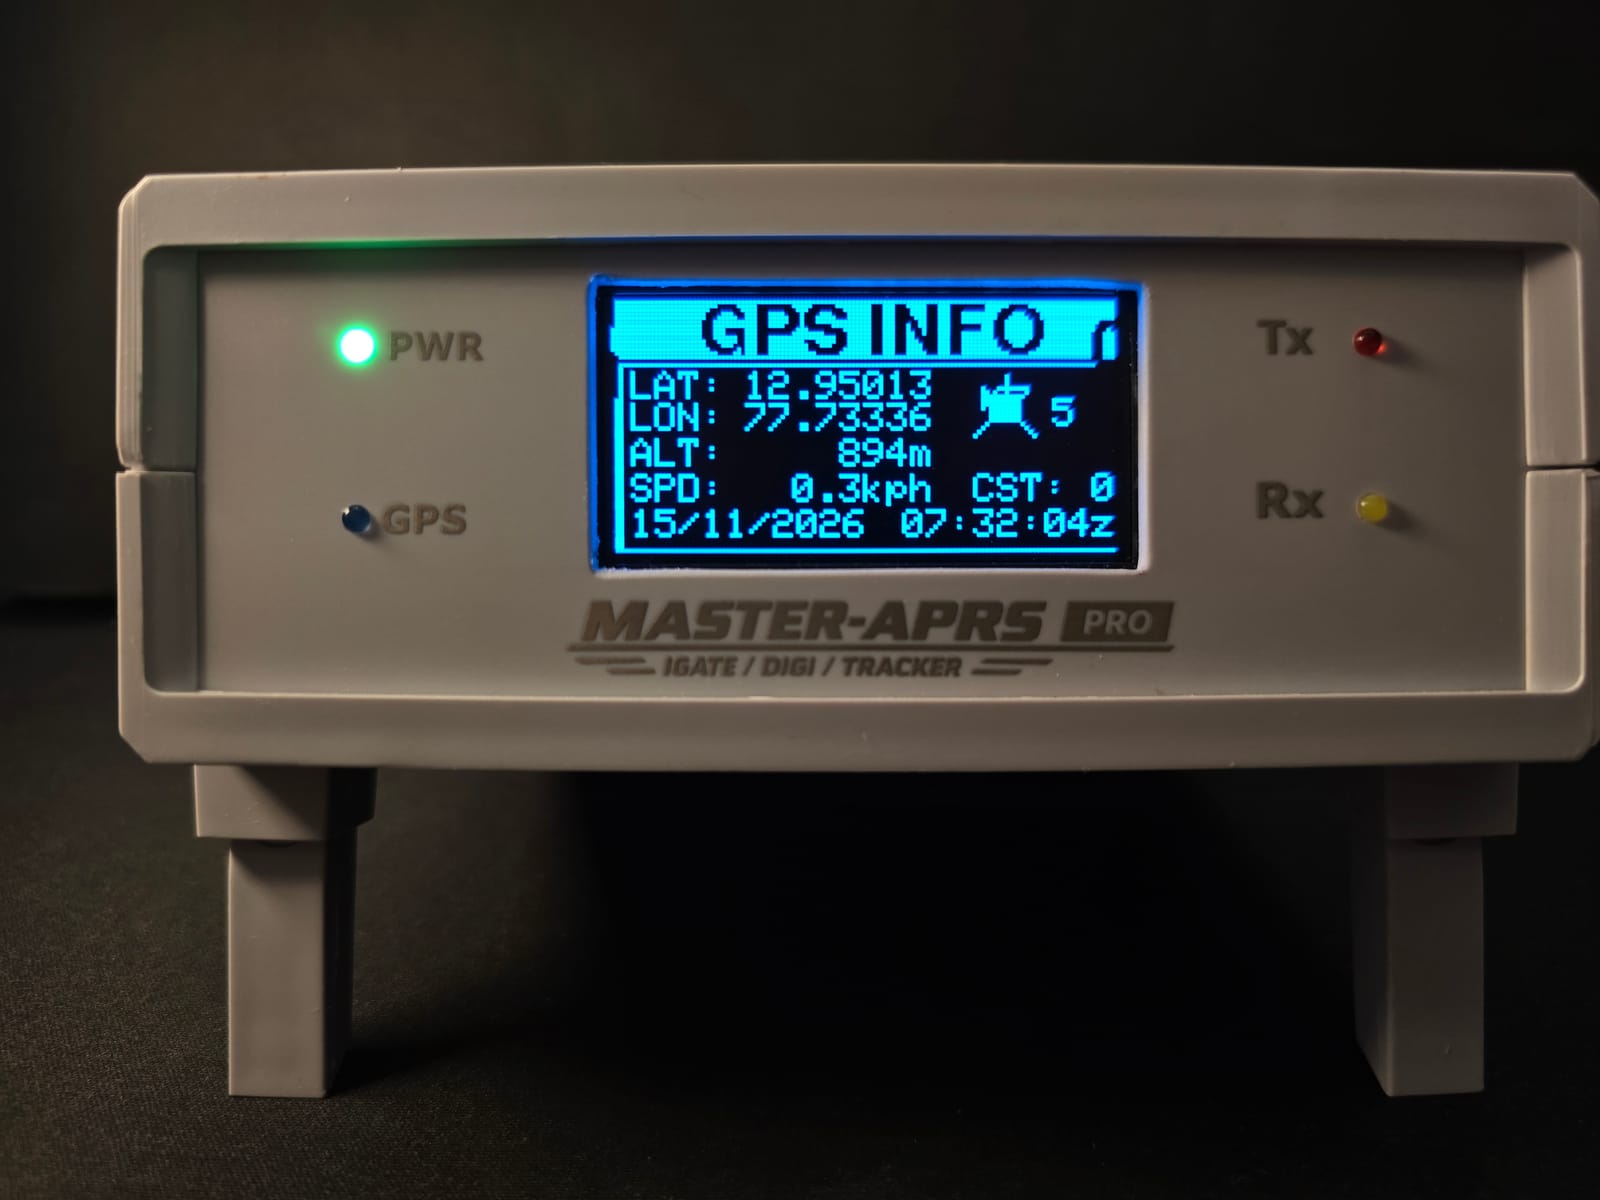 GPS INFO
PWR
Tx
LAT: 12.95013
5
LON: 77.73336
ALT: 894m
SPD: 0.3kph CST: 0
GPS
15/11/2026 07:32:04z
Rx
MASTER-APRS PRO
IGATE / DIGI / TRACKER